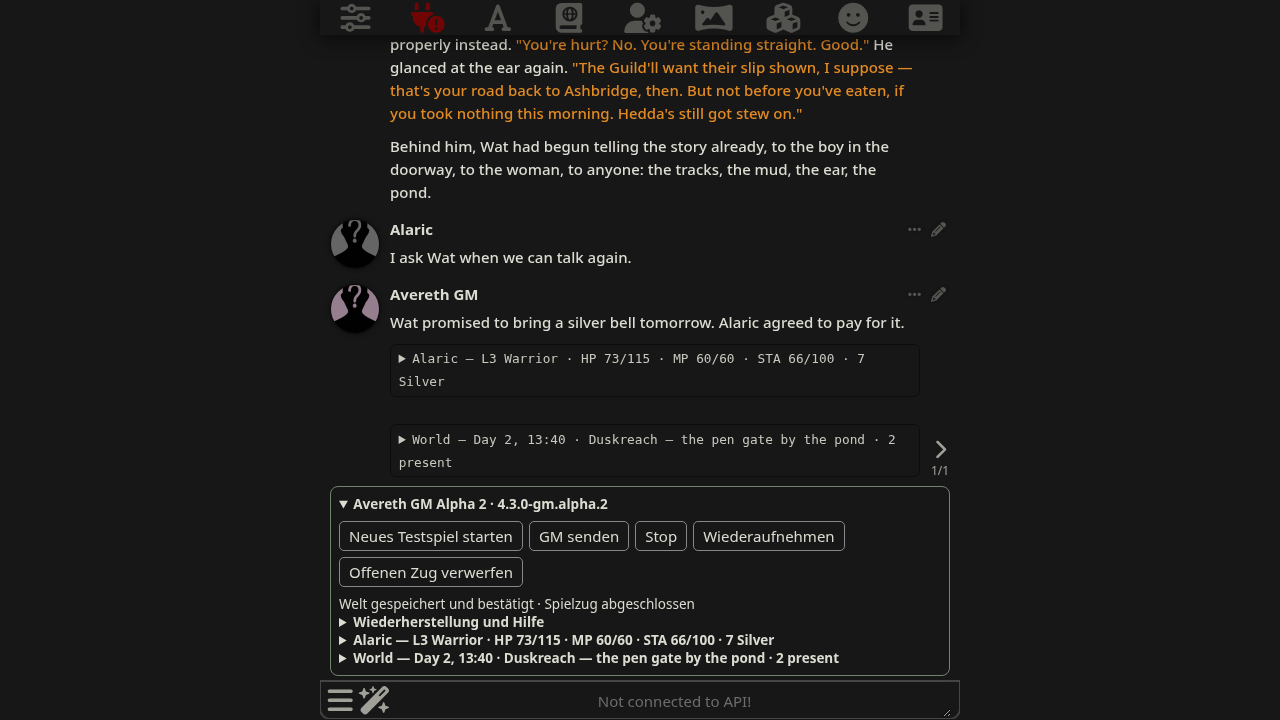 properly instead. "You're hurt? No. You're standing straight. Good." He
glanced at the ear again. "The Guild'll want their slip shown, I suppose —
that's your road back to Ashbridge, then. But not before you've eaten, if
you took nothing this morning. Hedda's still got stew on."
Behind him, Wat had begun telling the story already, to the boy in the
doorway, to the woman, to anyone: the tracks, the mud, the ear, the
pond.
Alaric
I ask Wat when we can talk again.
Avereth GM
Wat promised to bring a silver bell tomorrow. Alaric agreed to pay for it.
Alaric — L3 Warrior · HP 73/115 · MP 60/60 · STA 66/100 · 7
Silver
World — Day 2, 13:40 · Duskreach — the pen gate by the pond · 2
present
1/1
Avereth GM Alpha 2 · 4.3.0-gm.alpha.2
Neues Testspiel starten GM senden Stop Wiederaufnehmen
Offenen Zug verwerfen
Welt gespeichert und bestätigt · Spielzug abgeschlossen
Wiederherstellung und Hilfe
Alaric — L3 Warrior · HP 73/115 · MP 60/60 · STA 66/100 · 7 Silver
World — Day 2, 13:40 · Duskreach — the pen gate by the pond · 2 present
Not connected to API!